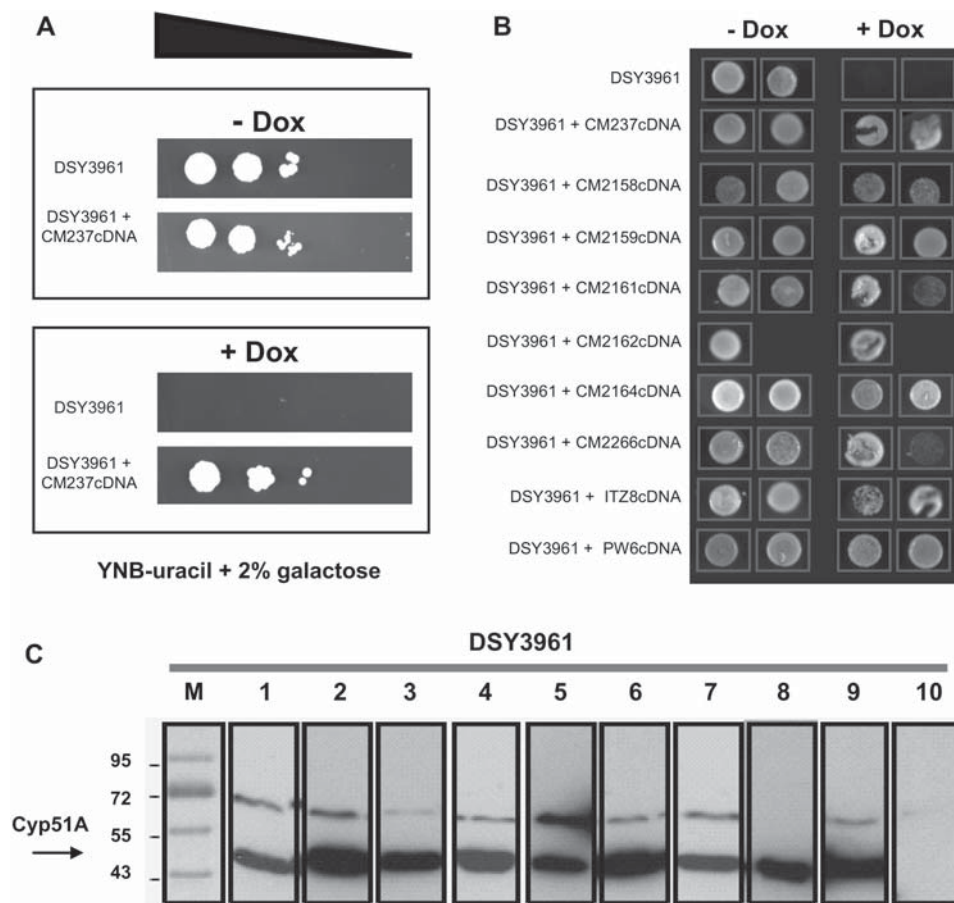 A
- Dox
DSY3961
DSY3961 +
CM237cDNA
+ Dox
DSY3961
DSY3961 +
CM237cDNA
YNB-uracil + 2% galactose
B
- Dox + Dox
DSY3961
DSY3961 + CM237cDNA
DSY3961 + CM2158cDNA
DSY3961 + CM2159cDNA
DSY3961 + CM2161cDNA
DSY3961 + CM2162cDNA
DSY3961 + CM2164cDNA
DSY3961 + CM2266cDNA
DSY3961 + ITZ8cDNA
DSY3961 + PW6cDNA
C
DSY3961
M 1 2 3 4 5 6 7 8 9 10
95
72
Cyp51A
55
43